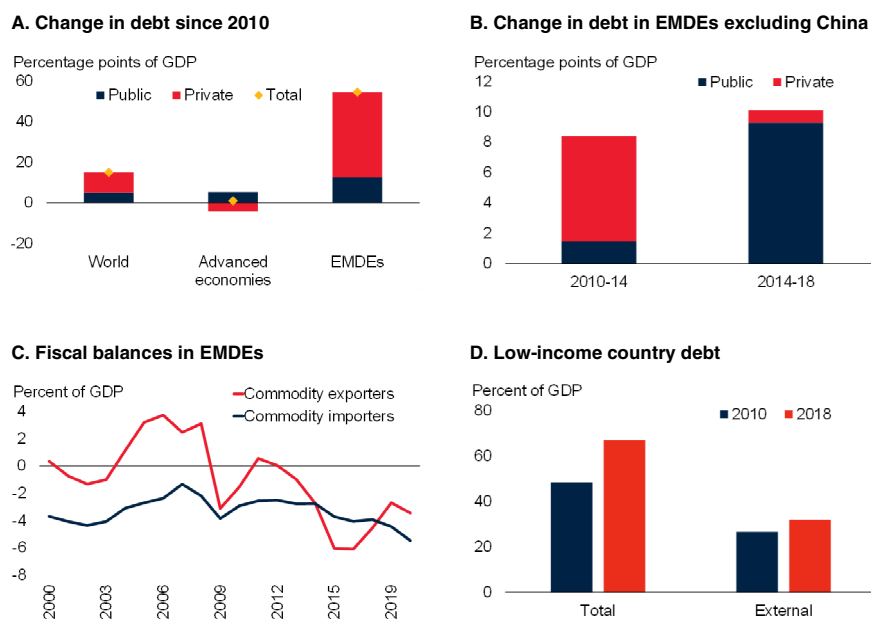 A. Change in debt since 2010
Percentage points of GDP
60
Public Private Total
40
20
0
-20
World
Advanced economies
EMDEs
B. Change in debt in EMDEs excluding China
Percentage points of GDP
12
Public Private
10
8
6
4
2
0
2010-14
2014-18
C. Fiscal balances in EMDEs
Percent of GDP
Commodity exporters
Commodity importers
4
2
0
-2
-4
-6
-8
2000
2003
2006
2009
2012
2015
2019
D. Low-income country debt
Percent of GDP
80
2010 2018
60
40
20
0
Total
External